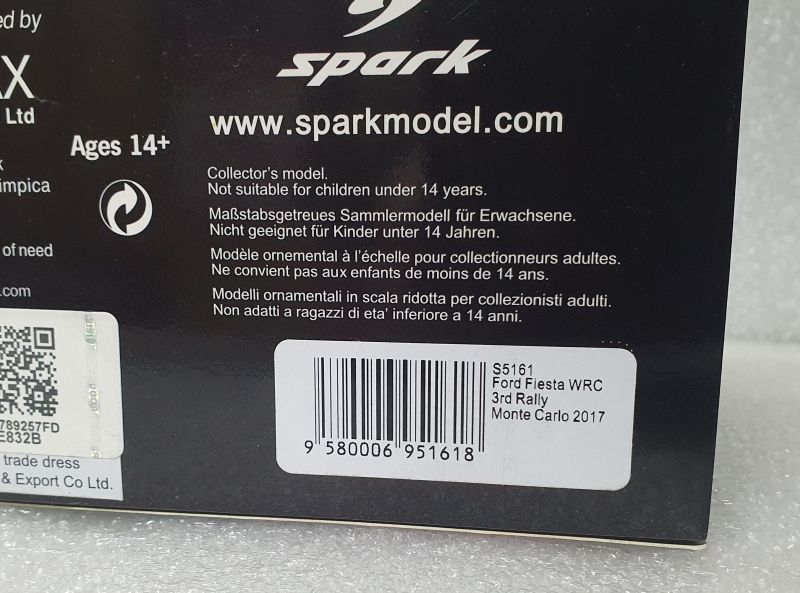 ed by
AX
Ltd
impica
of need
.com
Ages 14+
spark
www.sparkmodel.com
Collector's model.
Not suitable for children under 14 years.
Maßstabsgetreues Sammlermodell für Erwachsene.
Nicht geeignet für Kinder unter 14 Jahren.
Modèle ornemental à l'échelle pour collectionneurs adultes.
Ne convient pas aux enfants de moins de 14 ans.
Modelli ornamentali in scala ridotta per collezionisti adulti.
Non adatti a ragazzi di eta' inferiore a 14 anni.
789257FD
E832B
trade dress
& Export Co Ltd.
S5161
Ford Fiesta WRC
3rd Rally
Monte Carlo 2017
9 580006 951618